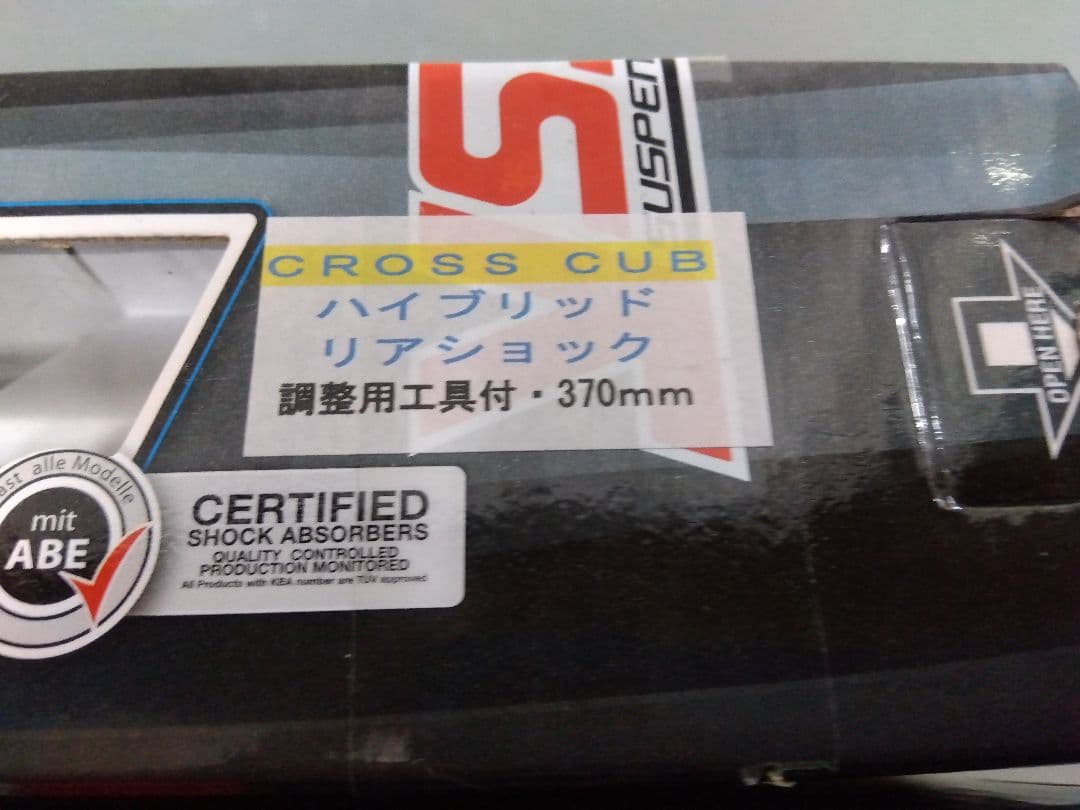 CROSS CUB
ハイブリッド
リアショック
調整用工具付・370mm
OPEN HERE
alle Modelle
mit
ABE
CERTIFIED
SHOCK ABSORBERS
QUALITY CONTROLLED
PRODUCTION MONITORED
All Products with KBA number are TÜV approved